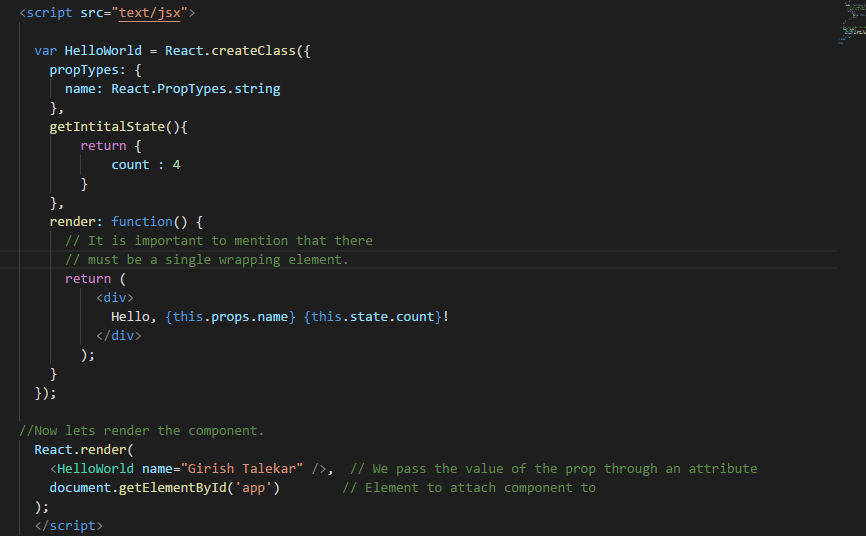 <script src="text/jsx">
var HelloWorld = React.createClass({
propTypes: {
name: React.PropTypes.string
},
getIntitalState(){
return {
count : 4
}
},
render: function() {
// It is important to mention that there
// must be a single wrapping element.
return (
<div>
Hello, {this.props.name} {this.state.count}!
</div>
);
}
});
//Now lets render the component.
React.render(
<HelloWorld name="Girish Talekar" />, // We pass the value of the prop through an attribute
document.getElementById('app') // Element to attach component to
);
</script>